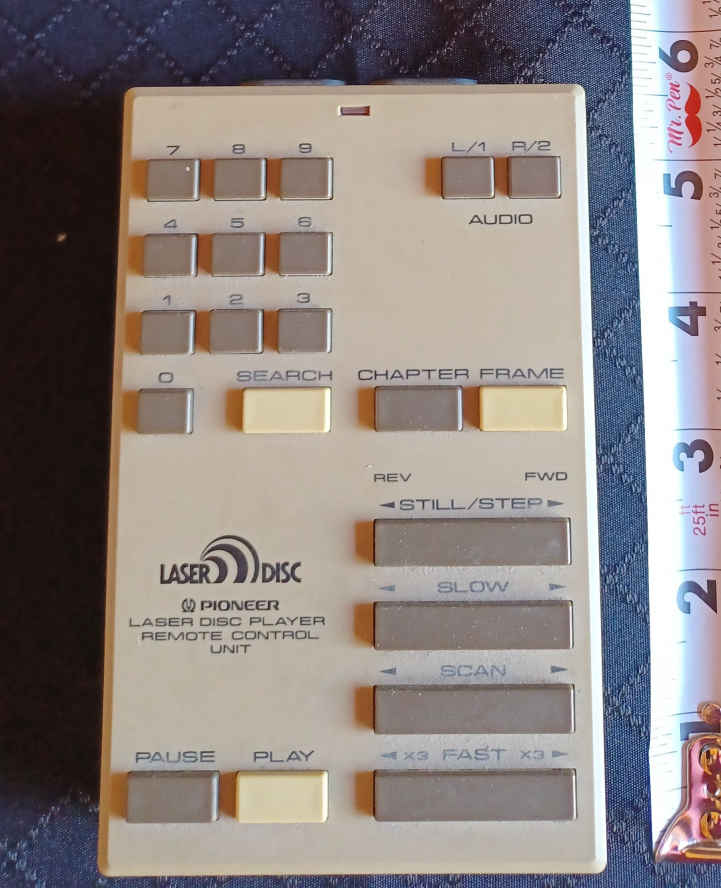 7 8 9 L/1 R/2
4 5 6 AUDIO
1 2 3
0 SEARCH CHAPTER FRAME
REV FWD
◄ STILL/STEP ►
◄ SLOW ►
◄ SCAN ►
◄ X3 FAST X3 ►
LASER DISC
PIONEER
LASER DISC PLAYER
REMOTE CONTROL
UNIT
PAUSE PLAY
6
Mr. Pen®
5
4
3
25ft
ft
in
2
1